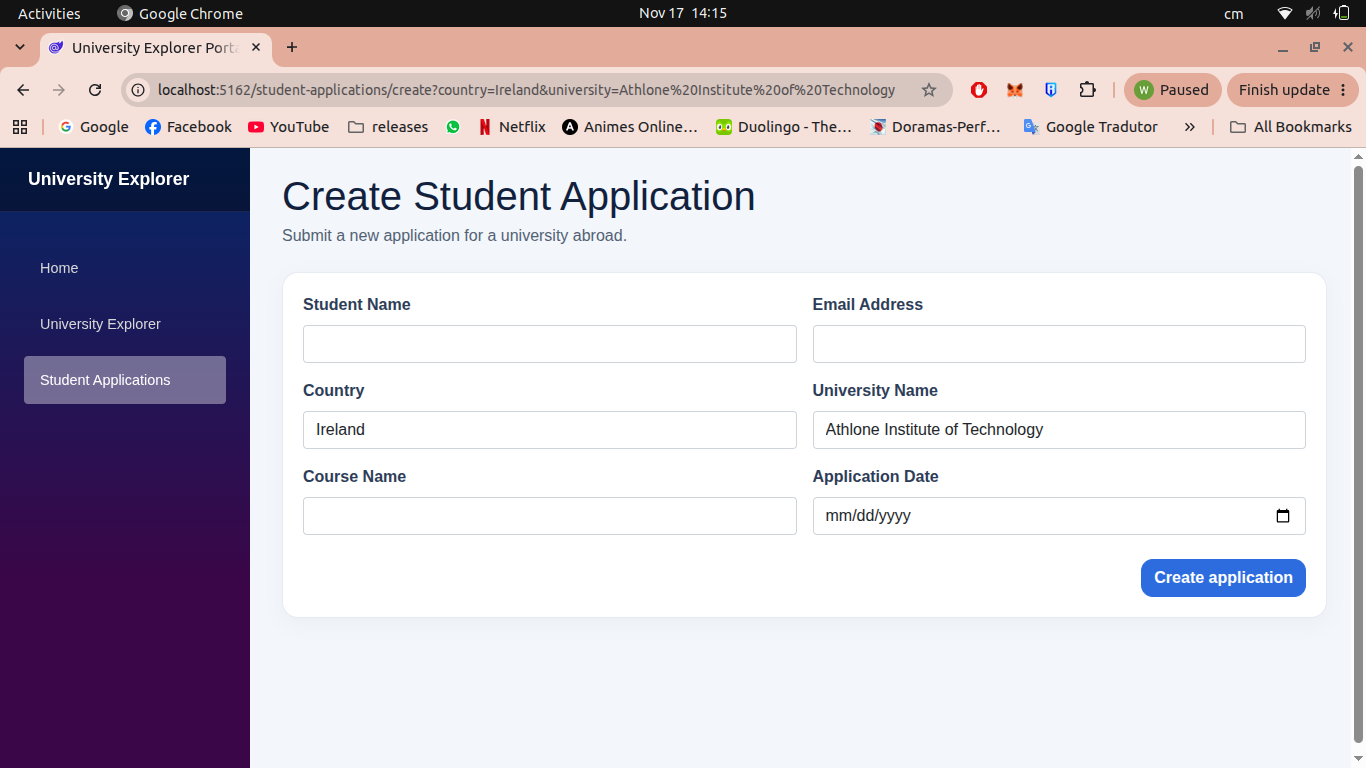 Activities Google Chrome Nov 17 14:15 cm
University Explorer Porta
localhost:5162/student-applications/create?country=Ireland&university=Athlone%20Institute%20of%20Technology W Paused Finish update
Google Facebook YouTube releases Netflix Animes Online… Duolingo - The… Doramas-Perf… Google Tradutor All Bookmarks
University Explorer
Home
University Explorer
Student Applications
Create Student Application
Submit a new application for a university abroad.
Student Name Email Address
Country University Name
Ireland Athlone Institute of Technology
Course Name Application Date
mm/dd/yyyy
Create application